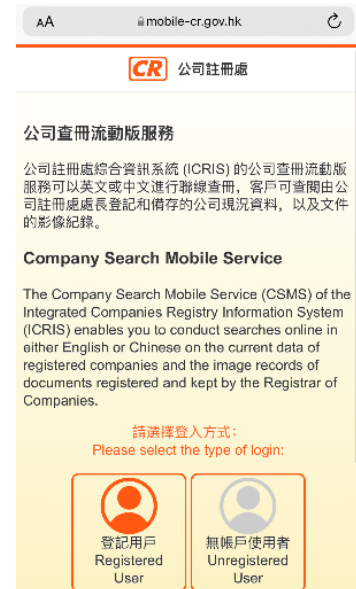 AA
mobile-cr.gov.hk
CR 公司註冊處
公司查冊流動版服務
公司註冊處綜合資訊系統 (ICRIS) 的公司查冊流動版
服務可以英文或中文進行聯線查冊，客戶可查閱由公
司註冊處處長登記和備存的公司現況資料，以及文件
的影像紀錄。
Company Search Mobile Service
The Company Search Mobile Service (CSMS) of the
Integrated Companies Registry Information System
(ICRIS) enables you to conduct searches online in
either English or Chinese on the current data of
registered companies and the image records of
documents registered and kept by the Registrar of
Companies.
請選擇登入方式：
Please select the type of login:
登記用戶
Registered
User
無帳戶使用者
Unregistered
User